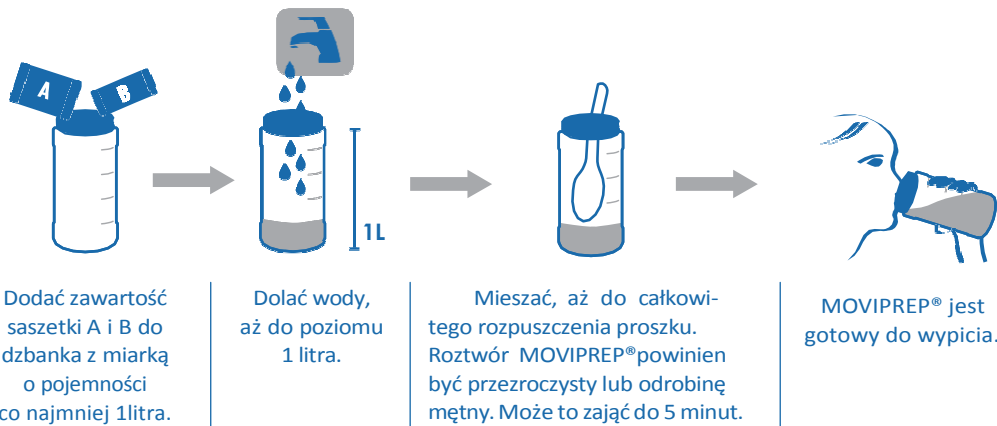 A
B
1L
Dodać zawartość
saszetki A i B do
dzbanka z miarką
o pojemności
co najmniej 1litra.
Dolać wody,
aż do poziomu
1 litra.
Mieszać, aż do całkowi-
tego rozpuszczenia proszku.
Roztwór MOVIPREP®powinien
być przezroczysty lub odrobinę
mętny. Może to zająć do 5 minut.
MOVIPREP® jest
gotowy do wypicia.